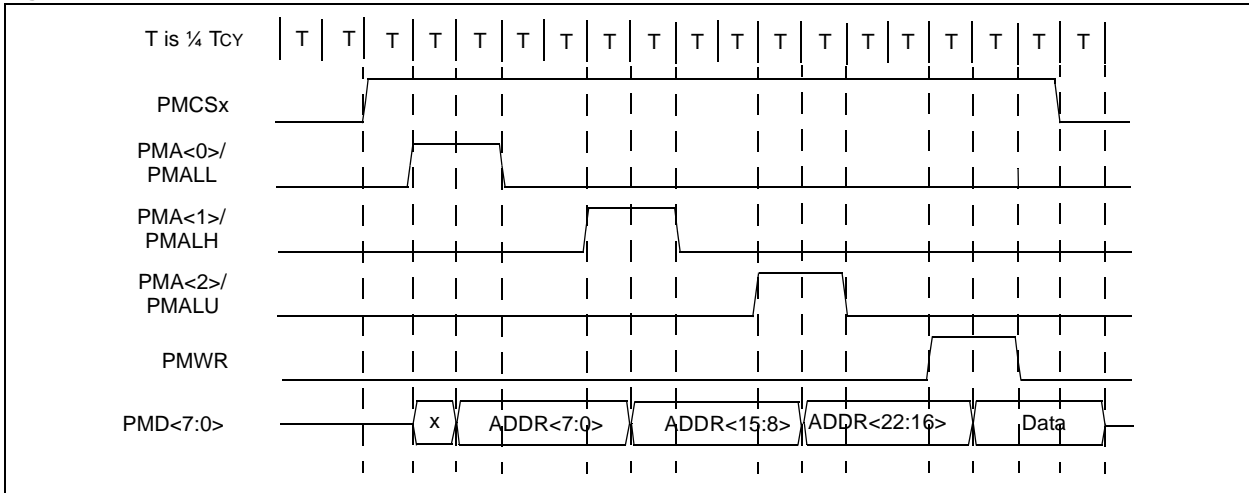 T is ¼ TCY T T T T T T T T T T T T T T T T T T T
PMCSx
PMA<0>/
PMALL
PMA<1>/
PMALH
PMA<2>/
PMALU
PMWR
PMD<7:0> x ADDR<7:0> ADDR<15:8> ADDR<22:16> Data